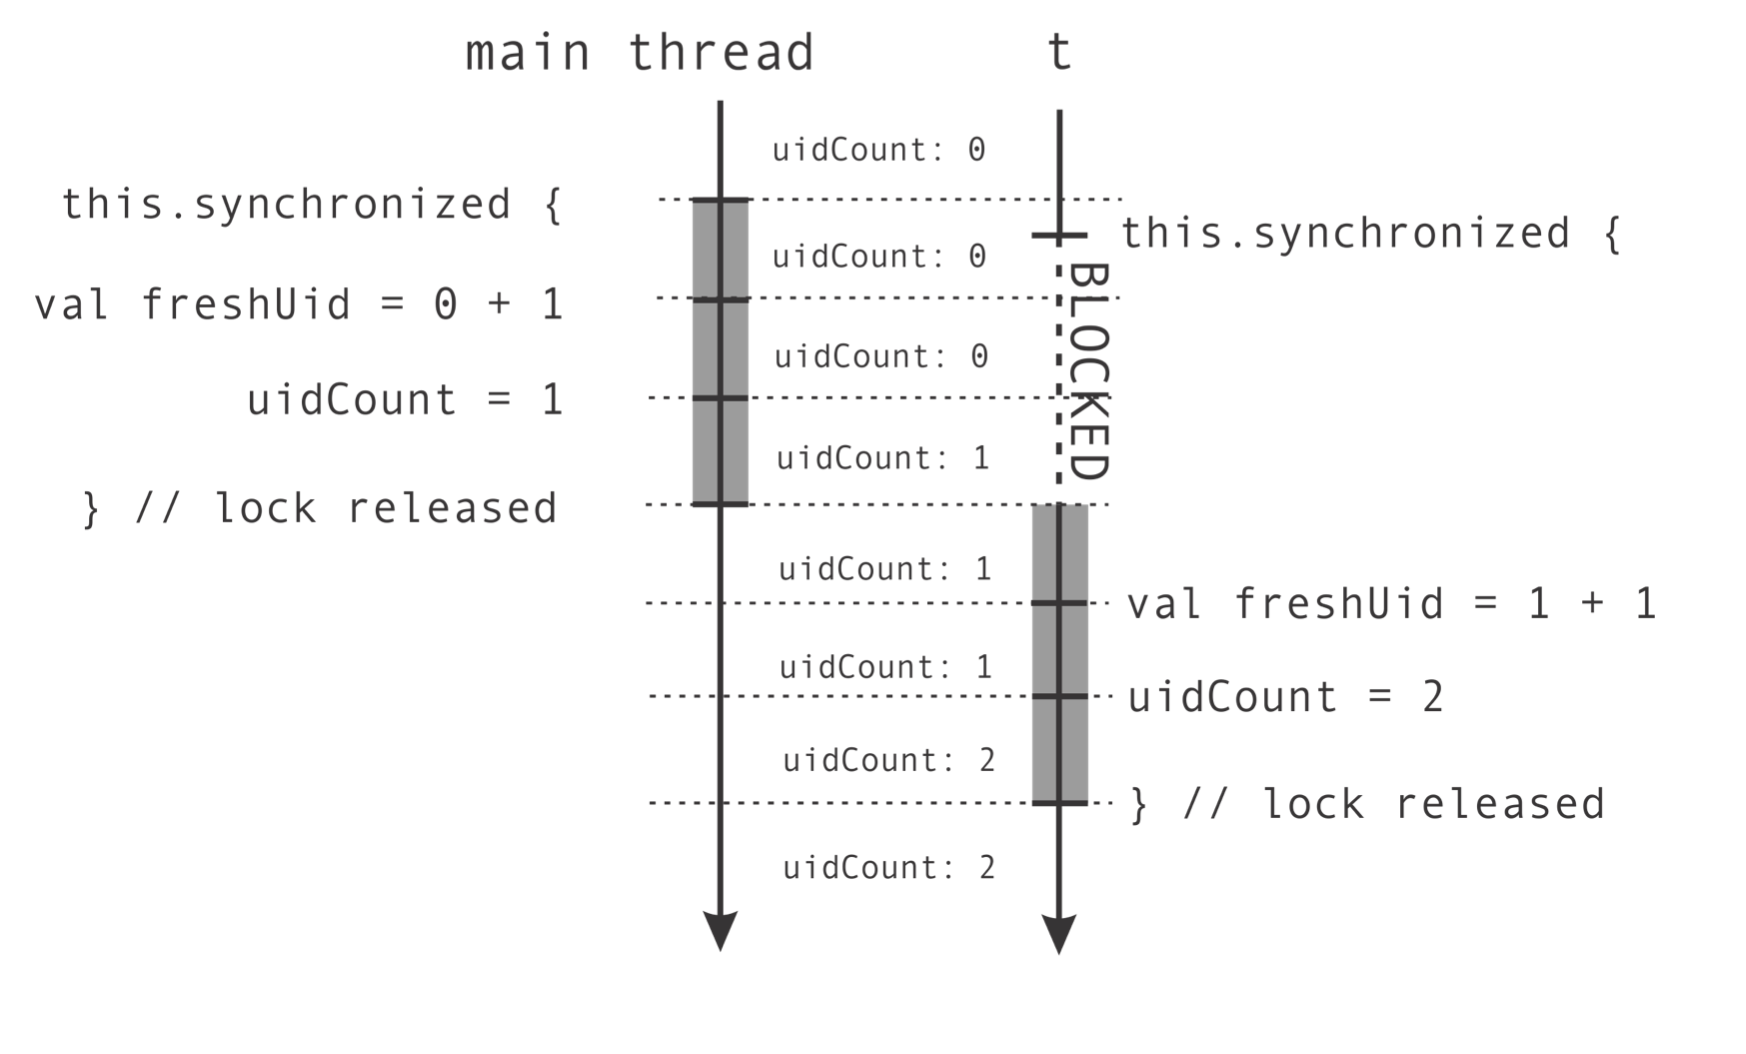 main thread
t
uidCount: 0
this.synchronized {
this.synchronized {
uidCount: 0
BLOCKED
val freshUid = 0 + 1
uidCount: 0
uidCount = 1
uidCount: 1
} // lock released
uidCount: 1
val freshUid = 1 + 1
uidCount: 1
uidCount = 2
uidCount: 2
} // lock released
uidCount: 2